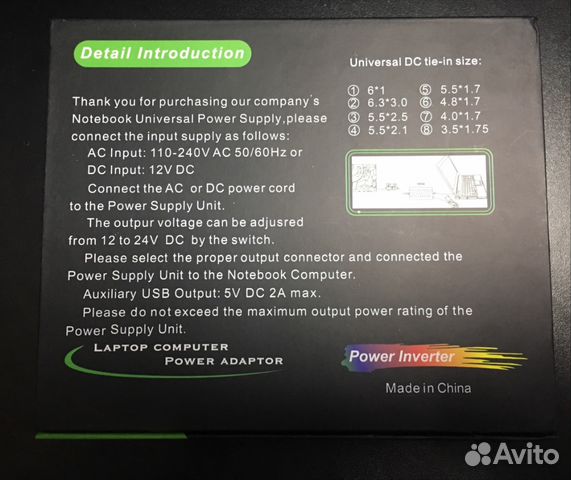 Detail Introduction
Universal DC tie-in size:
① 6*1 ⑤ 5.5*1.7
② 6.3*3.0 ⑥ 4.8*1.7
③ 5.5*2.5 ⑦ 4.0*1.7
④ 5.5*2.1 ⑧ 3.5*1.75
Thank you for purchasing our company's
Notebook Universal Power Supply,please
connect the input supply as follows:
AC Input: 110-240V AC 50/60Hz or
DC Input: 12V DC
Connect the AC or DC power cord
to the Power Supply Unit.
The outpur voltage can be adjusred
from 12 to 24V DC by the switch.
Please select the proper output connector and connected the
Power Supply Unit to the Notebook Computer.
Auxiliary USB Output: 5V DC 2A max.
Please do not exceed the maximum output power rating of the
Power Supply Unit.
LAPTOP COMPUTER
POWER ADAPTOR
Power Inverter
Made in China
Avito